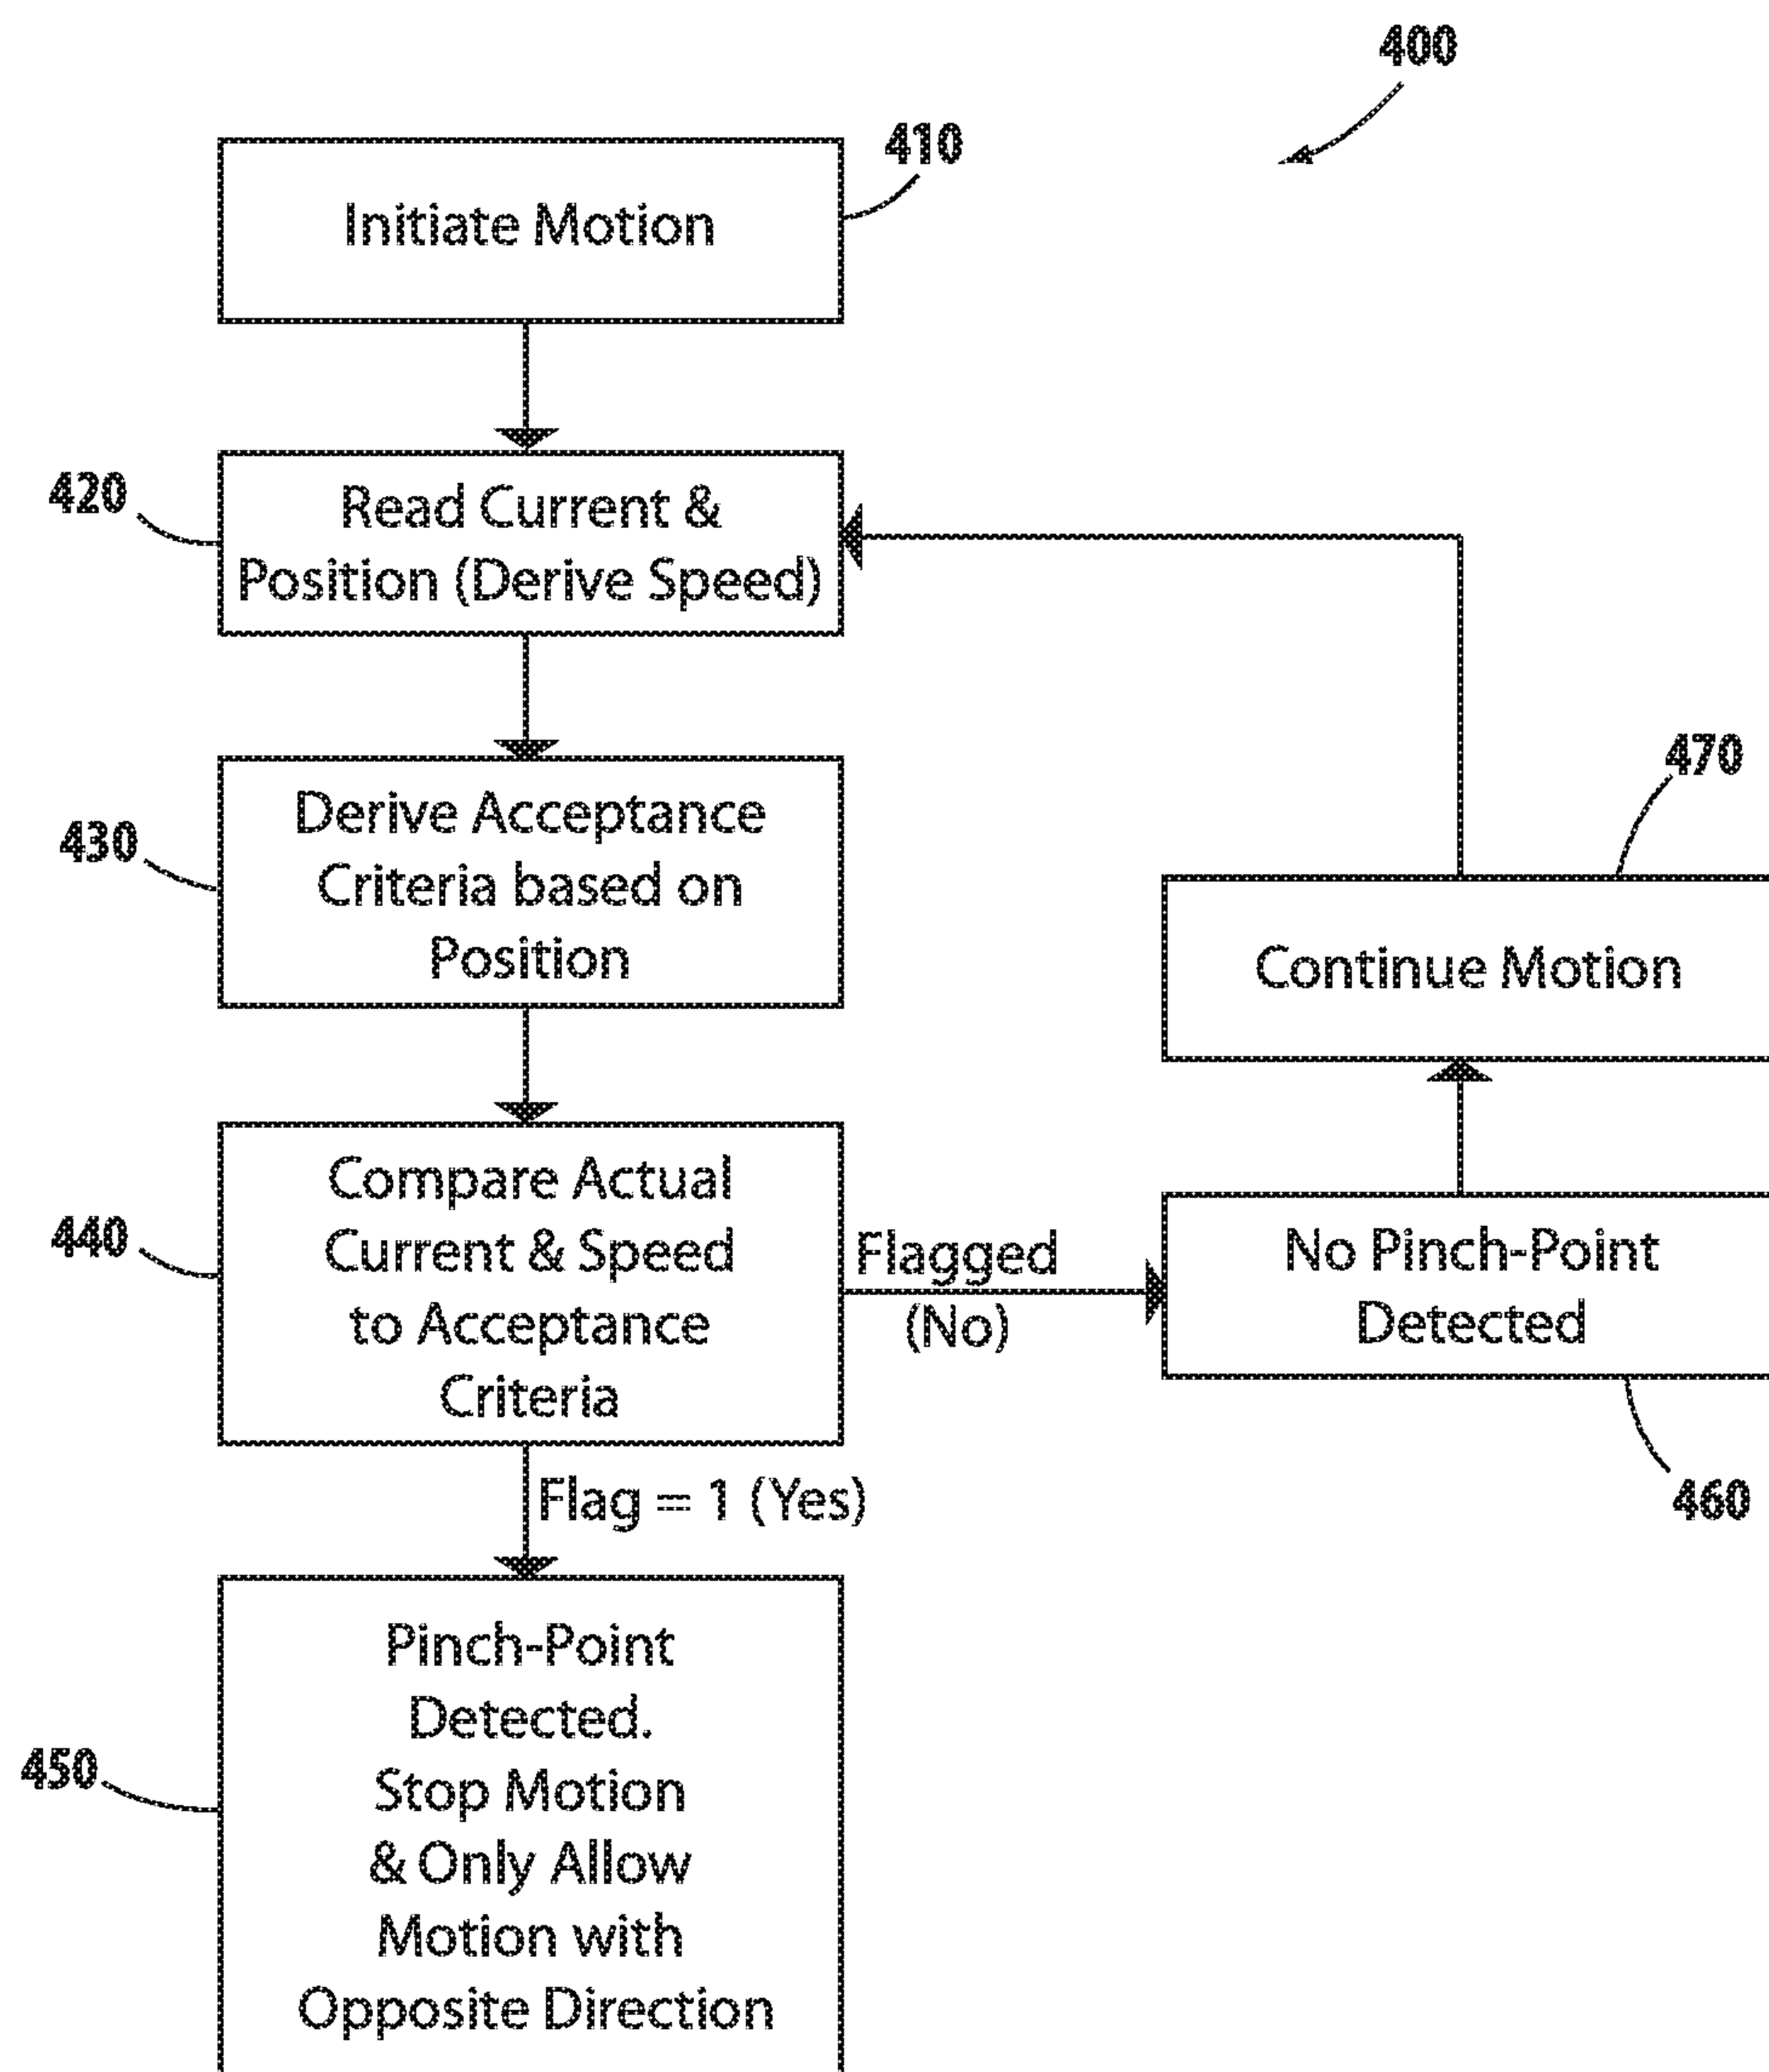 400
410
Initiate Motion
420
Read Current &
Position (Derive Speed)
430
Derive Acceptance
Criteria based on
Position
470
Continue Motion
440
Compare Actual
Current & Speed
to Acceptance
Criteria
Flagged
(No)
No Pinch-Point
Detected
460
Flag = 1 (Yes)
450
Pinch-Point
Detected.
Stop Motion
& Only Allow
Motion with
Opposite Direction